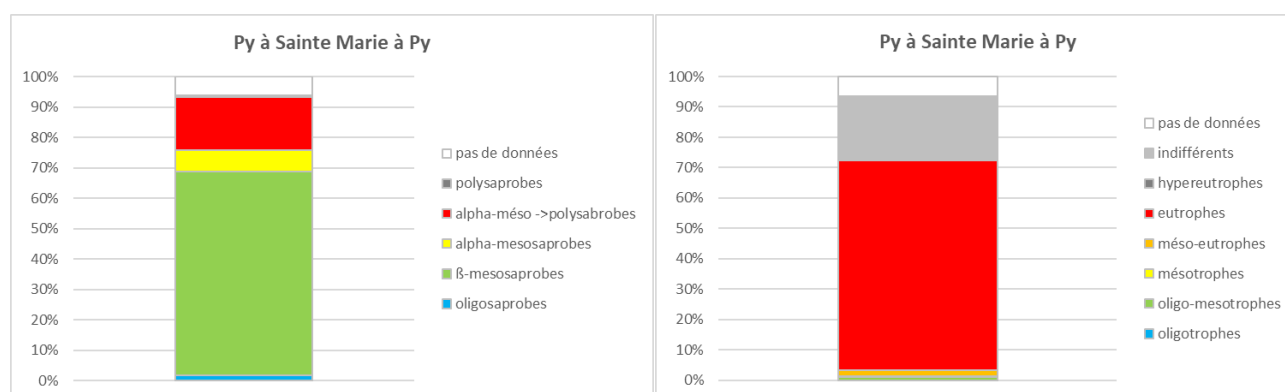 Py à Sainte Marie à Py
100%
90%
80%
70%
60%
50%
40%
30%
20%
10%
0%
pas de données
polysaprobes
alpha-méso ->polysabrobes
alpha-mesosaprobes
ß-mesosaprobes
oligosaprobes
Py à Sainte Marie à Py
100%
90%
80%
70%
60%
50%
40%
30%
20%
10%
0%
pas de données
indifférents
hypereutrophes
eutrophes
méso-eutrophes
mésotrophes
oligo-mesotrophes
oligotrophes